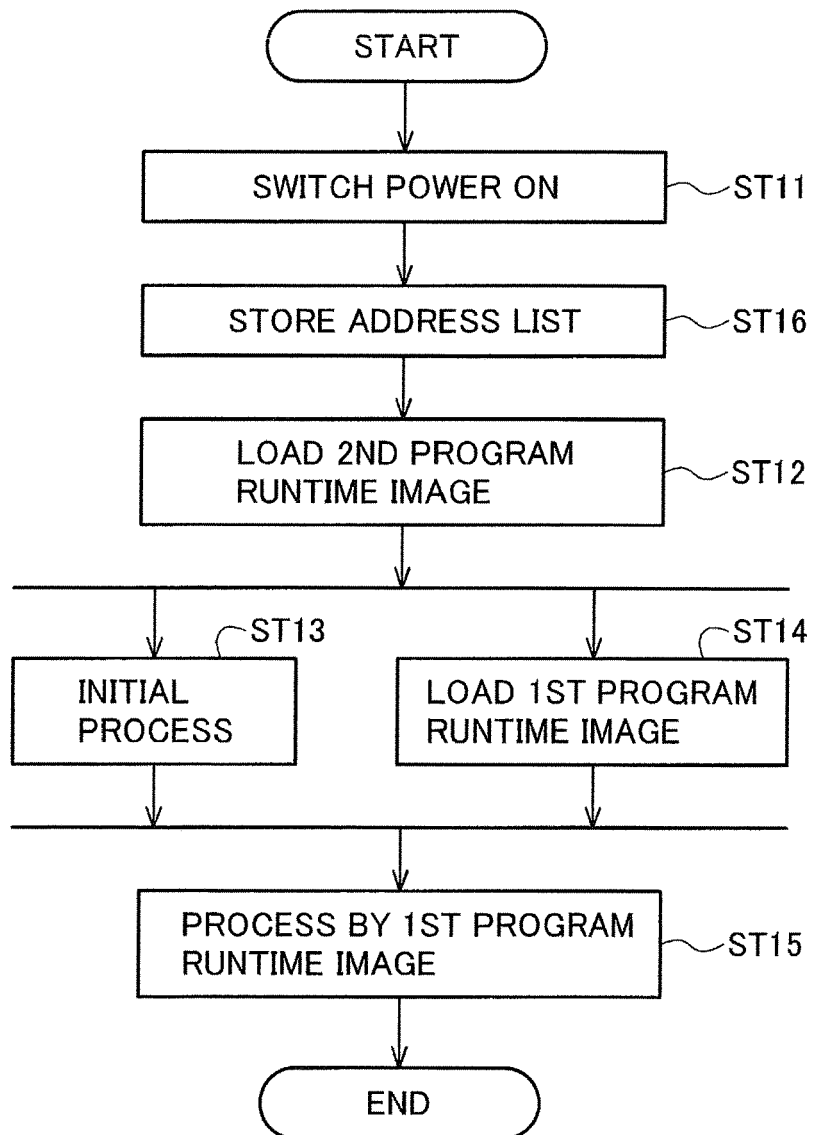 START
SWITCH POWER ON
ST11
STORE ADDRESS LIST
ST16
LOAD 2ND PROGRAM
RUNTIME IMAGE
ST12
ST13
INITIAL
PROCESS
ST14
LOAD 1ST PROGRAM
RUNTIME IMAGE
PROCESS BY 1ST PROGRAM
RUNTIME IMAGE
ST15
END